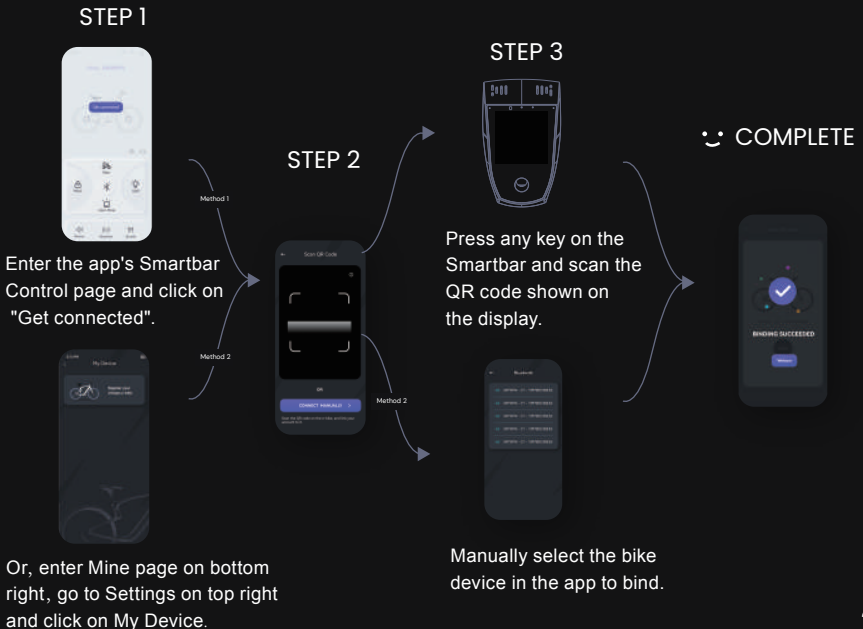 STEP 1
Enter the app's Smartbar
Control page and click on
"Get connected".
My Device
Or, enter Mine page on bottom
right, go to Settings on top right
and click on My Device.
Method 1
Method 2
STEP 2
Scan QR Code
OR
CONNECT MANUALLY >
Method 2
STEP 3
Press any key on the
Smartbar and scan the
QR code shown on
the display.
Bluetooth
Manually select the bike
device in the app to bind.
COMPLETE
BINDING SUCCEEDED